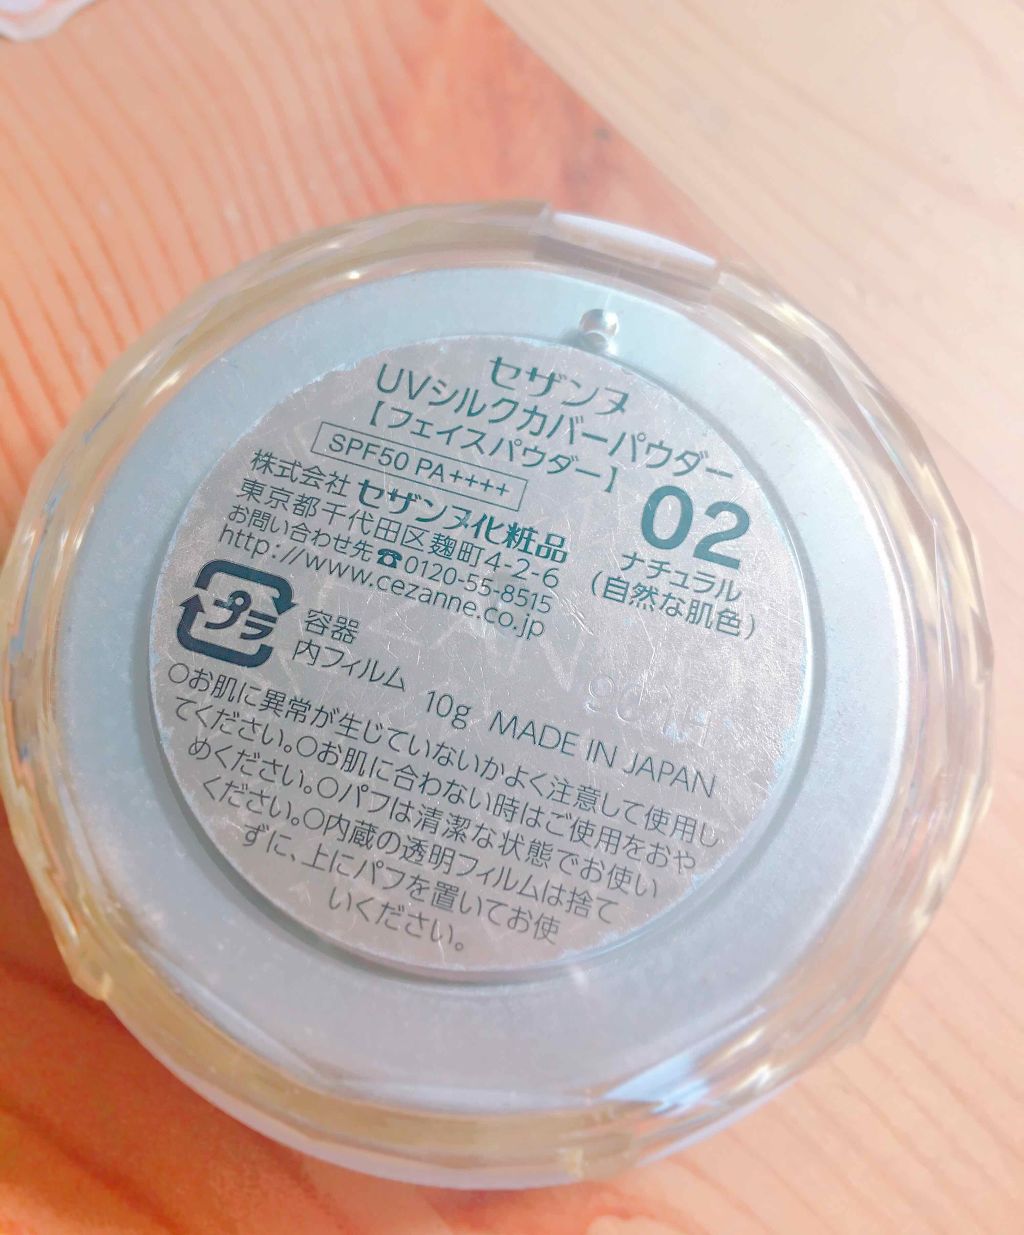 セザンヌ
UVシルクカバーパウダー
【フェイスパウダー】
SPF50 PA++++
02
ナチュラル
(自然な肌色)
株式会社 セザンヌ化粧品
東京都千代田区麹町4-2-6
お問い合わせ先☎0120-55-8515
http://www.cezanne.co.jp
プラ
容器
内フィルム
10g MADE IN JAPAN
○お肌に異常が生じていないかよく注意して使用し
てください。○お肌に合わない時はご使用をおや
めください。○パフは清潔な状態でお使い
ください。○内蔵の透明フィルムは捨て
ずに、上にパフを置いてお使
いください。